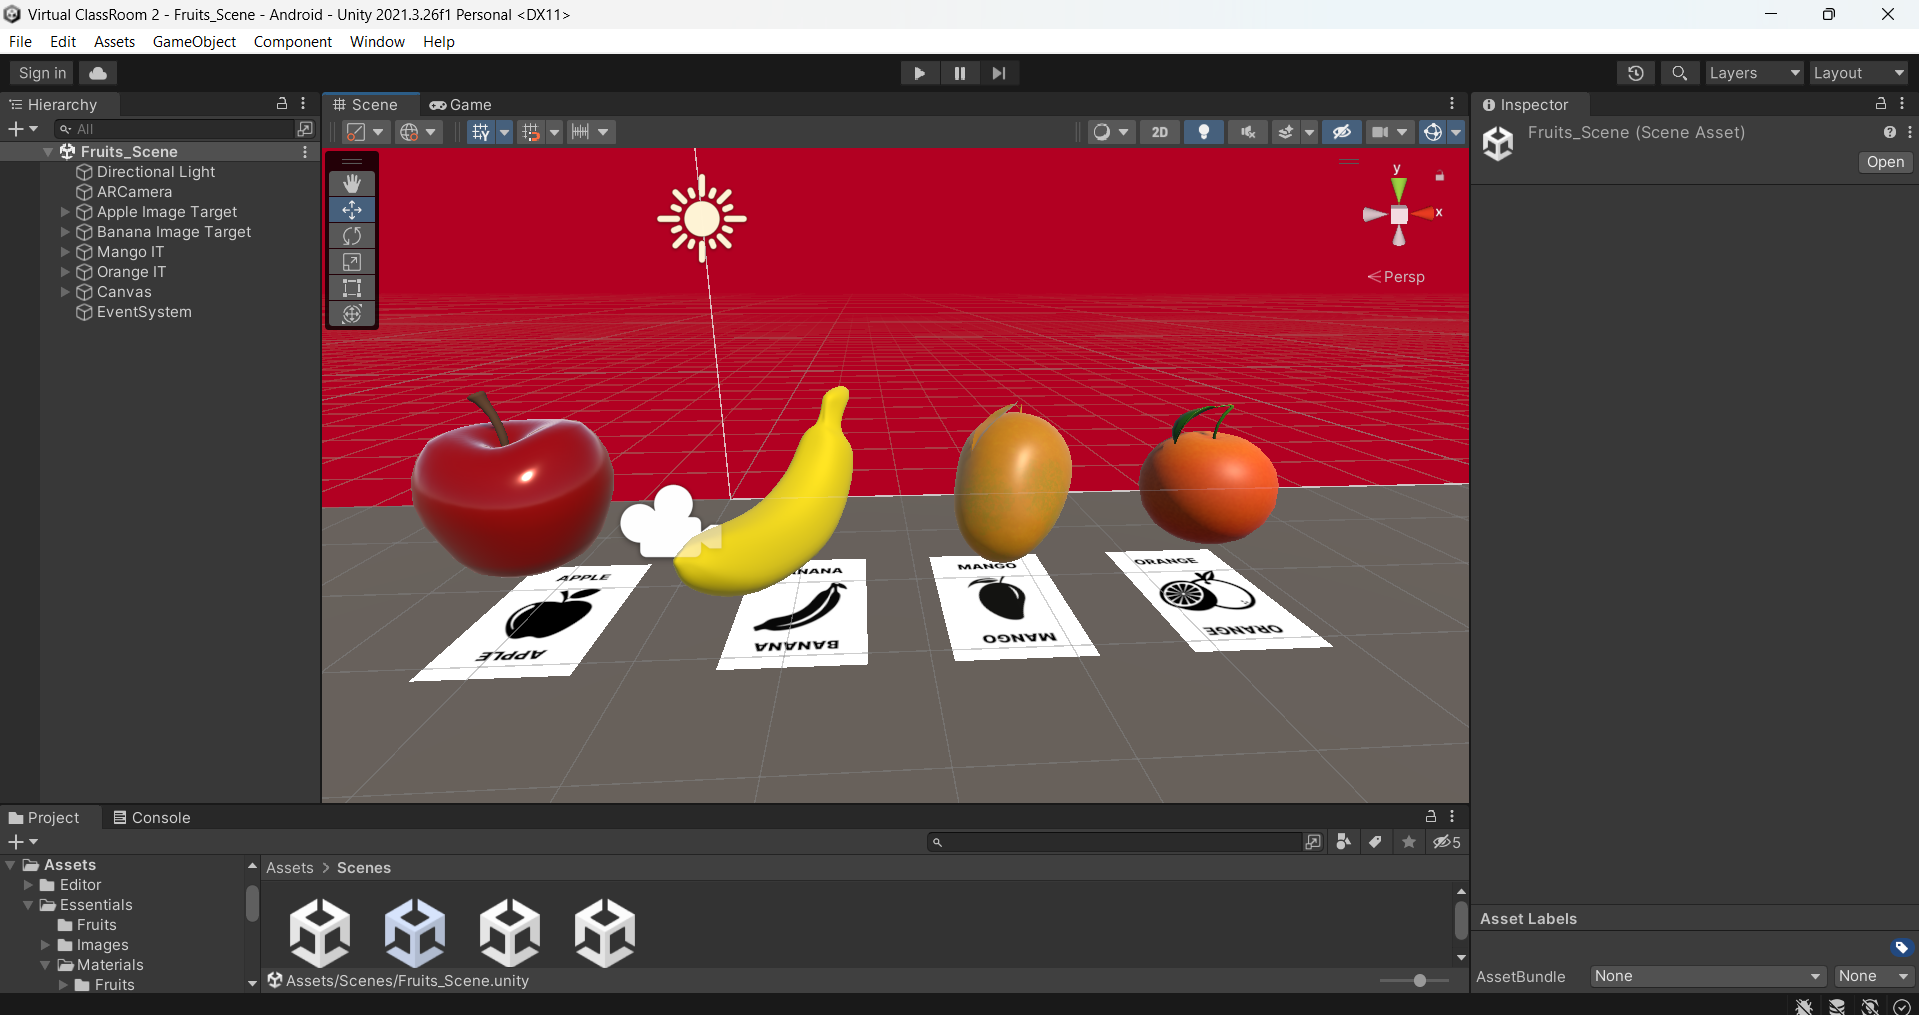 Virtual ClassRoom 2 - Fruits_Scene - Android - Unity 2021.3.26f1 Personal <DX11>
File Edit Assets GameObject Component Window Help
Sign in
Layers
Layout
Hierarchy
All
Fruits_Scene
Directional Light
ARCamera
Apple Image Target
Banana Image Target
Mango IT
Orange IT
Canvas
EventSystem
Scene
Game
2D
y
x
Persp
APPLE
APPLE
NANA
BANANA
MANGO
MANGO
ORANGE
ORANGE
Inspector
Fruits_Scene (Scene Asset)
Open
Project
Console
5
Assets
Editor
Essentials
Fruits
Images
Materials
Fruits
Assets > Scenes
Assets/Scenes/Fruits_Scene.unity
Asset Labels
AssetBundle None None